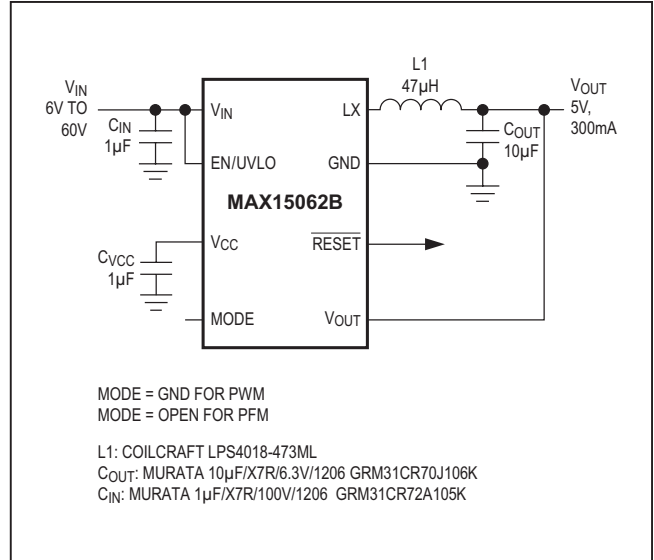 L1
47µH
VIN
6V TO
60V
VOUT
5V,
300mA
CIN
1µF
VIN
LX
COUT
10µF
EN/UVLO
GND
MAX15062B
CVCC
1µF
VCC
RESET
MODE
VOUT
MODE = GND FOR PWM
MODE = OPEN FOR PFM
L1: COILCRAFT LPS4018-473ML
COUT: MURATA 10µF/X7R/6.3V/1206 GRM31CR70J106K
CIN: MURATA 1µF/X7R/100V/1206 GRM31CR72A105K